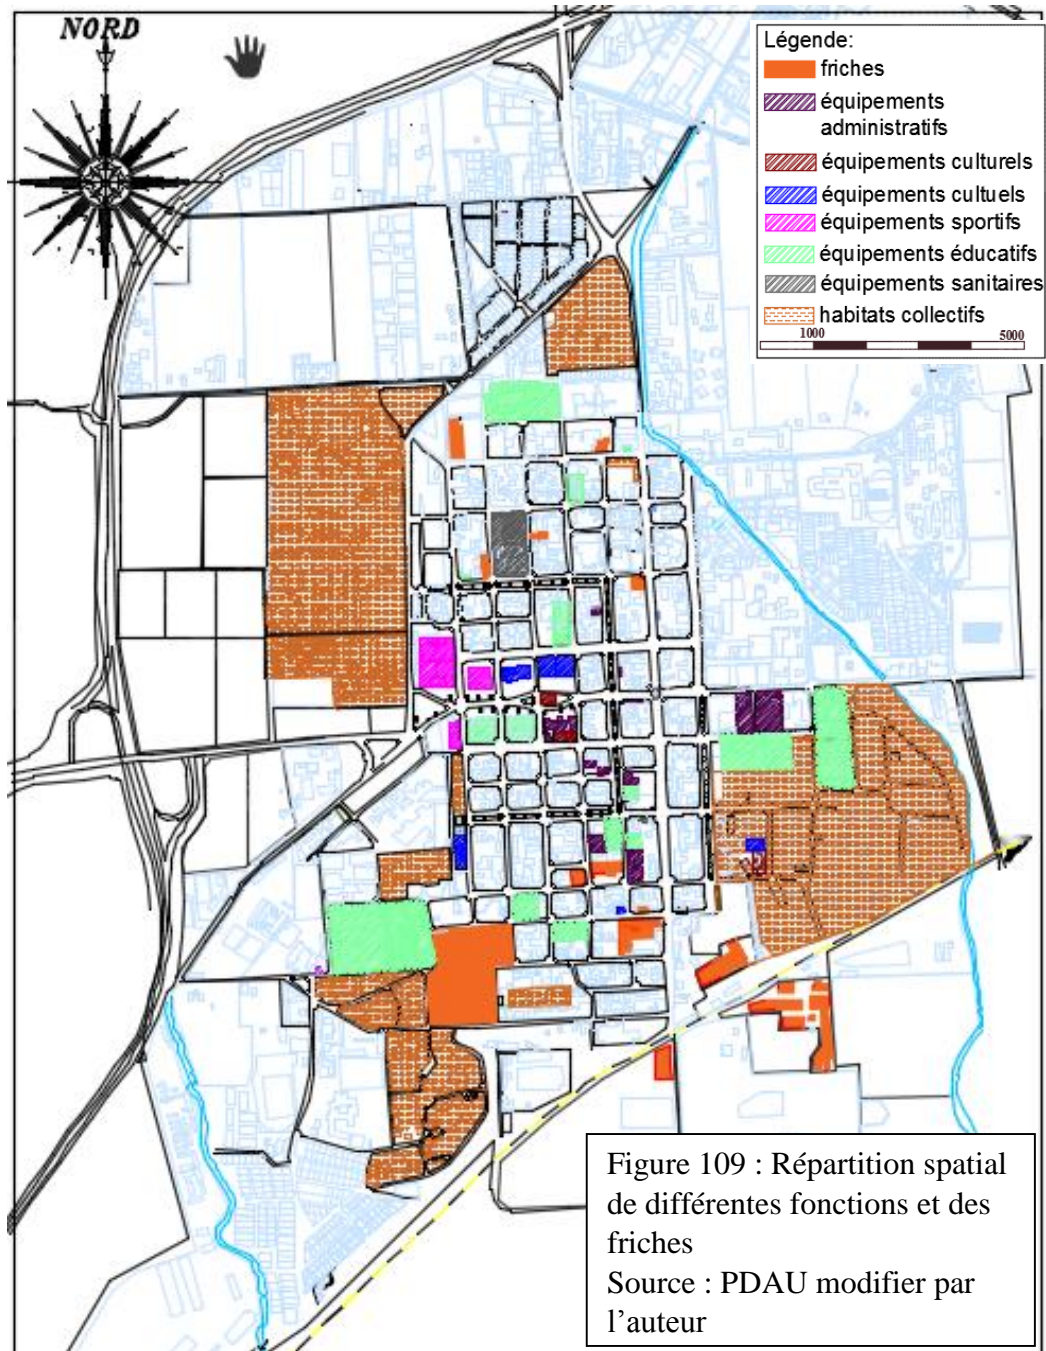 NORD
Légende:
friches
équipements
administratifs
équipements culturels
équipements cultuels
équipements sportifs
équipements éducatifs
équipements sanitaires
habitats collectifs
1000 5000
Figure 109 : Répartition spatial
de différentes fonctions et des
friches
Source : PDAU modifier par
l’auteur